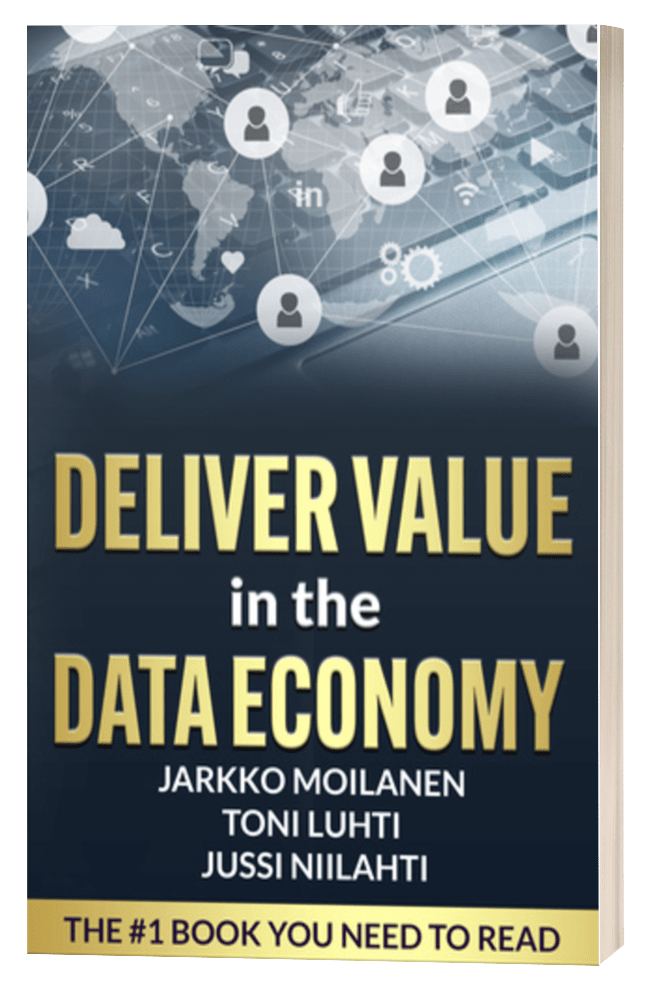 in
DELIVER VALUE
in the
DATA ECONOMY
JARKKO MOILANEN
TONI LUHTI
JUSSI NIILAHTI
THE #1 BOOK YOU NEED TO READ